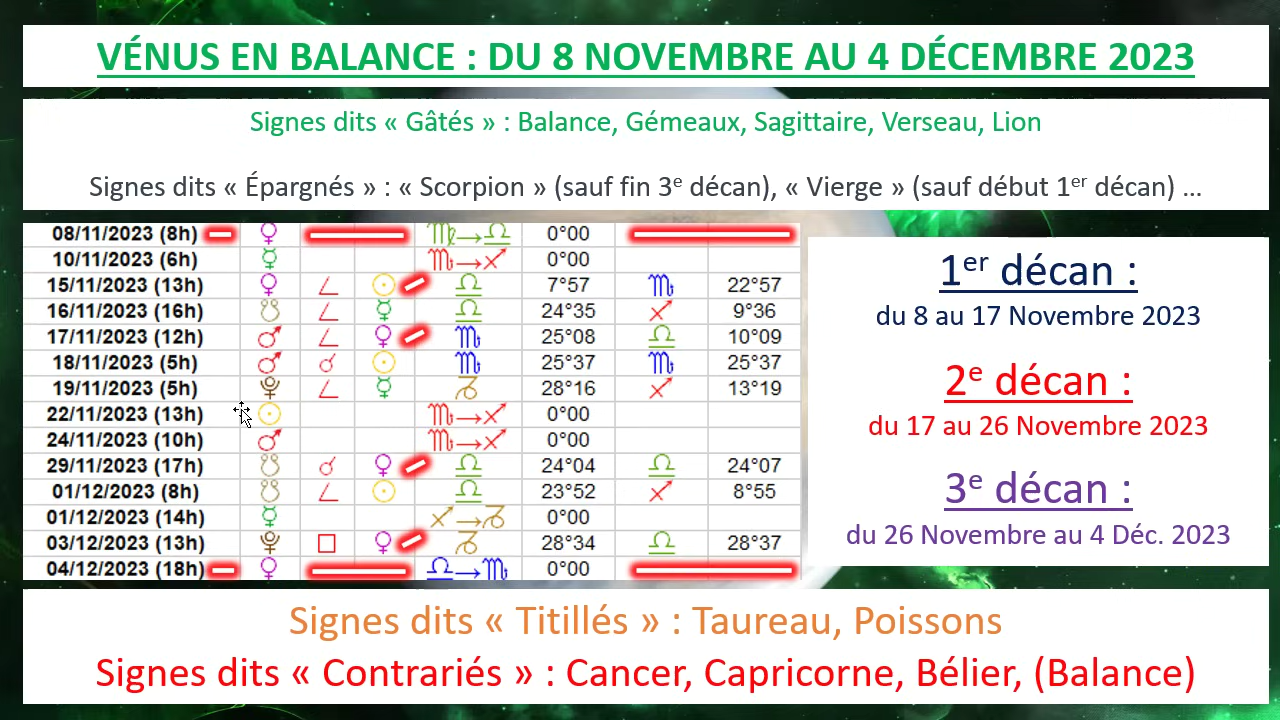 VÉNUS EN BALANCE : DU 8 NOVEMBRE AU 4 DÉCEMBRE 2023
Signes dits « Gâtés » : Balance, Gémeaux, Sagittaire, Verseau, Lion
Signes dits « Épargnés » : « Scorpion » (sauf fin 3e décan), « Vierge » (sauf début 1er décan) ...
08/11/2023 (8h) ♀ ♍→♎ 0°00
10/11/2023 (6h) ☿ ♏→♐ 0°00
15/11/2023 (13h) ♀ ∠ ☉ ♎ 7°57 ♏ 22°57
16/11/2023 (16h) ☋ ∠ ☿ ♎ 24°35 ♐ 9°36
17/11/2023 (12h) ♂ ∠ ♀ ♏ 25°08 ♎ 10°09
18/11/2023 (5h) ♂ ☌ ☉ ♏ 25°37 ♏ 25°37
19/11/2023 (5h) ♇ ∠ ☿ ♑ 28°16 ♐ 13°19
22/11/2023 (13h) ☉ ♏→♐ 0°00
24/11/2023 (10h) ♂ ♏→♐ 0°00
29/11/2023 (17h) ☋ ☌ ♀ ♎ 24°04 ♎ 24°07
01/12/2023 (8h) ☋ ∠ ☉ ♎ 23°52 ♐ 8°55
01/12/2023 (14h) ☿ ♐→♑ 0°00
03/12/2023 (13h) ♇ □ ♀ ♑ 28°34 ♎ 28°37
04/12/2023 (18h) ♀ ♎→♏ 0°00
1er décan :
du 8 au 17 Novembre 2023
2e décan :
du 17 au 26 Novembre 2023
3e décan :
du 26 Novembre au 4 Déc. 2023
Signes dits « Titillés » : Taureau, Poissons
Signes dits « Contrariés » : Cancer, Capricorne, Bélier, (Balance)